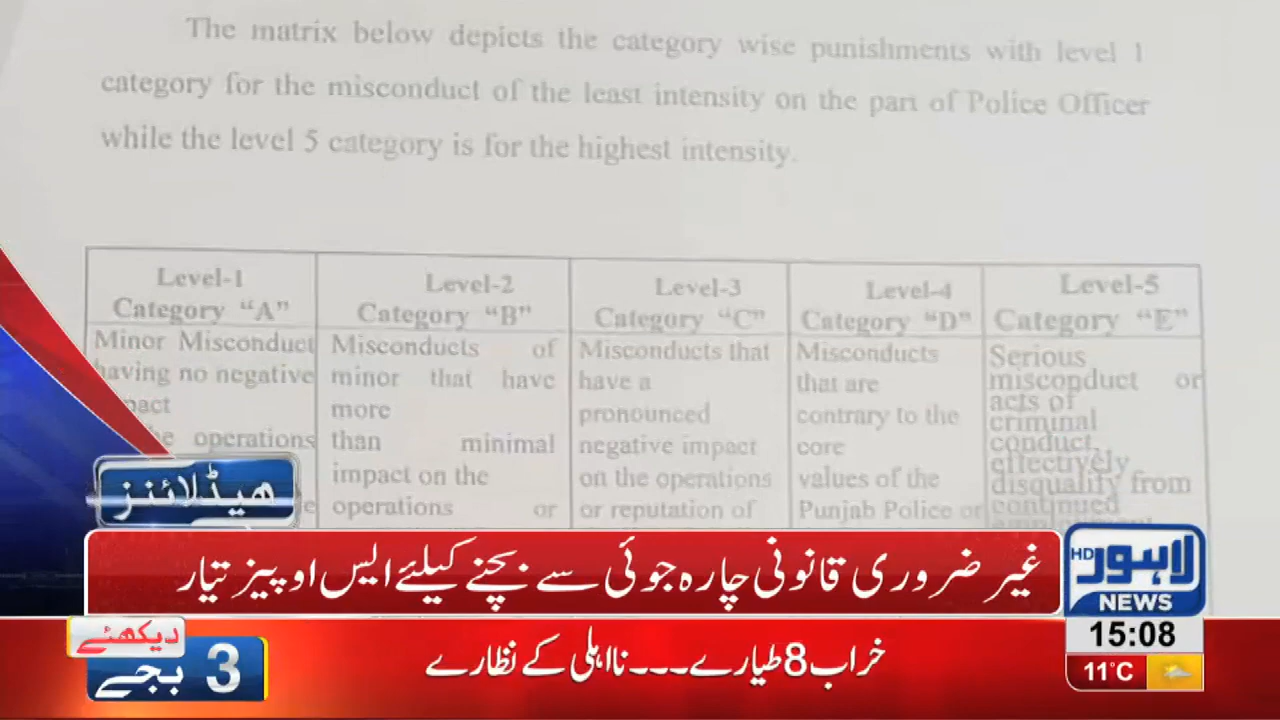 The matrix below depicts the category wise punishments with level 1
category for the misconduct of the least intensity on the part of Police Officer
while the level 5 category is for the highest intensity.
Level-1
Category “A”
Minor Misconduct
having no negative
operations
Level-2
Category “B”
Misconducts of
minor that have
more
than minimal
impact on the
operations or
Level-3
Category “C”
Misconducts that
have a
pronounced
negative impact
on the operations
or reputation of
Level-4
Category “D”
Misconducts
that are
contrary to the
core
values of the
Punjab Police or
Level-5
Category “E”
Serious
misconduct or
acts of
criminal
conduct,
effectively
disqualify from
continued
ہیڈلائنز
غیر ضروری قانونی چارہ جوئی سے بچنے کیلئے ایس او پیز تیار
لاہور HD
NEWS
15:08
11°C
دیکھئے
3 بجے
خراب 8 طیارے۔۔۔نااہلی کے نظارے